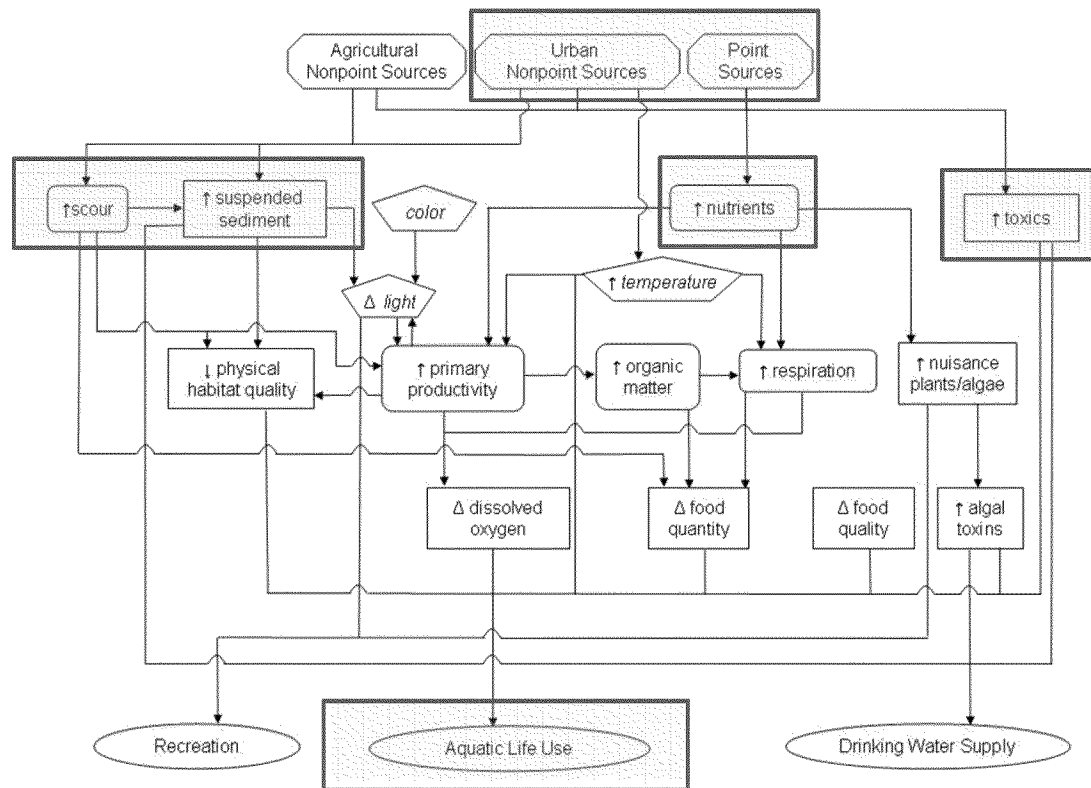 Agricultural
Nonpoint Sources
Urban
Nonpoint Sources
Point
Sources
↑scour
↑ suspended
sediment
color
↑ nutrients
↑ toxics
Δ light
↑ temperature
↓ physical
habitat quality
↑ primary
productivity
↑ organic
matter
↑ respiration
↑ nuisance
plants/algae
Δ dissolved
oxygen
Δ food
quantity
Δ food
quality
↑ algal
toxins
Recreation
Aquatic Life Use
Drinking Water Supply